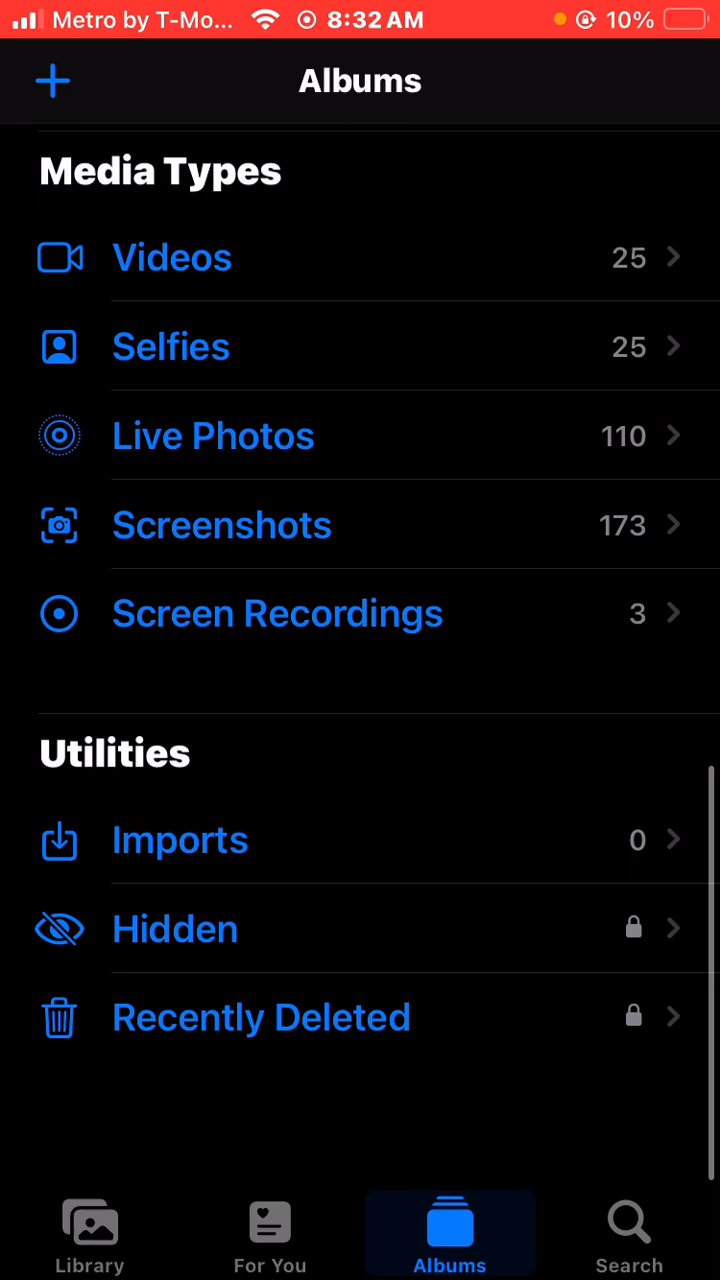 Metro by T-Mo... 8:32 AM 10%
Albums
Media Types
Videos 25
Selfies 25
Live Photos 110
Screenshots 173
Screen Recordings 3
Utilities
Imports 0
Hidden
Recently Deleted
Library For You Albums Search